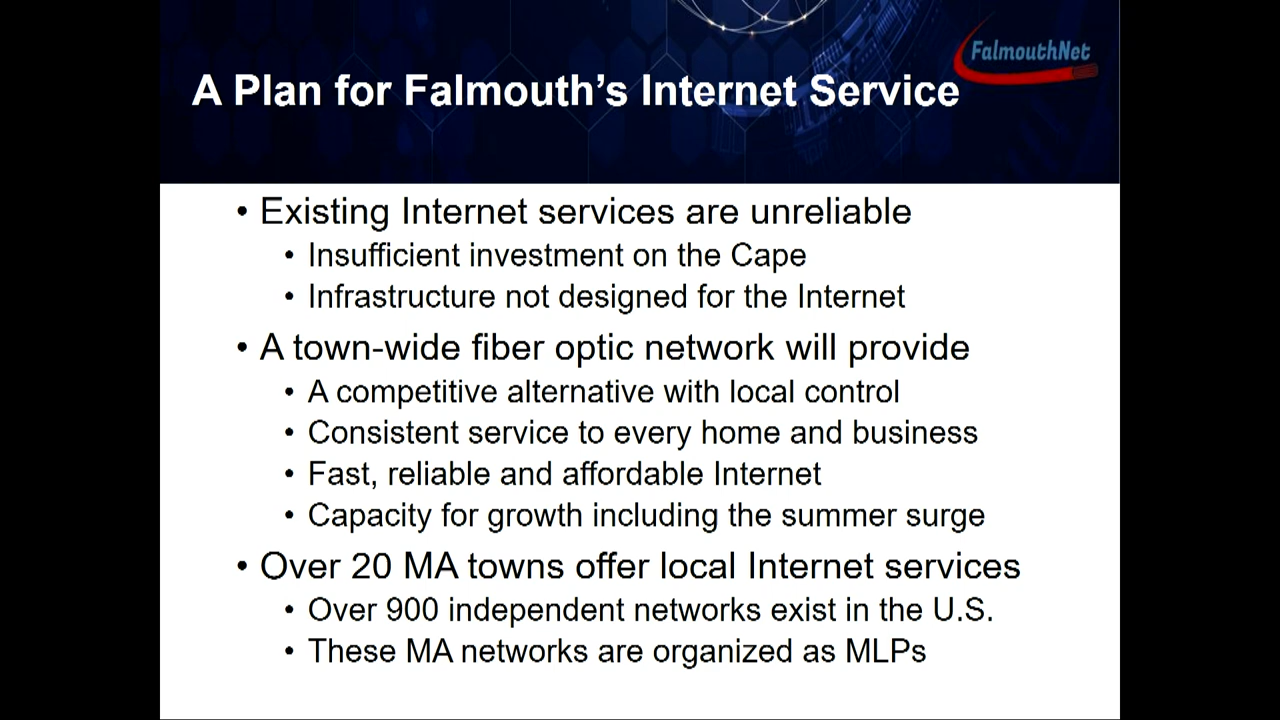 FalmouthNet
A Plan for Falmouth’s Internet Service
• Existing Internet services are unreliable
• Insufficient investment on the Cape
• Infrastructure not designed for the Internet
• A town-wide fiber optic network will provide
• A competitive alternative with local control
• Consistent service to every home and business
• Fast, reliable and affordable Internet
• Capacity for growth including the summer surge
• Over 20 MA towns offer local Internet services
• Over 900 independent networks exist in the U.S.
• These MA networks are organized as MLPs